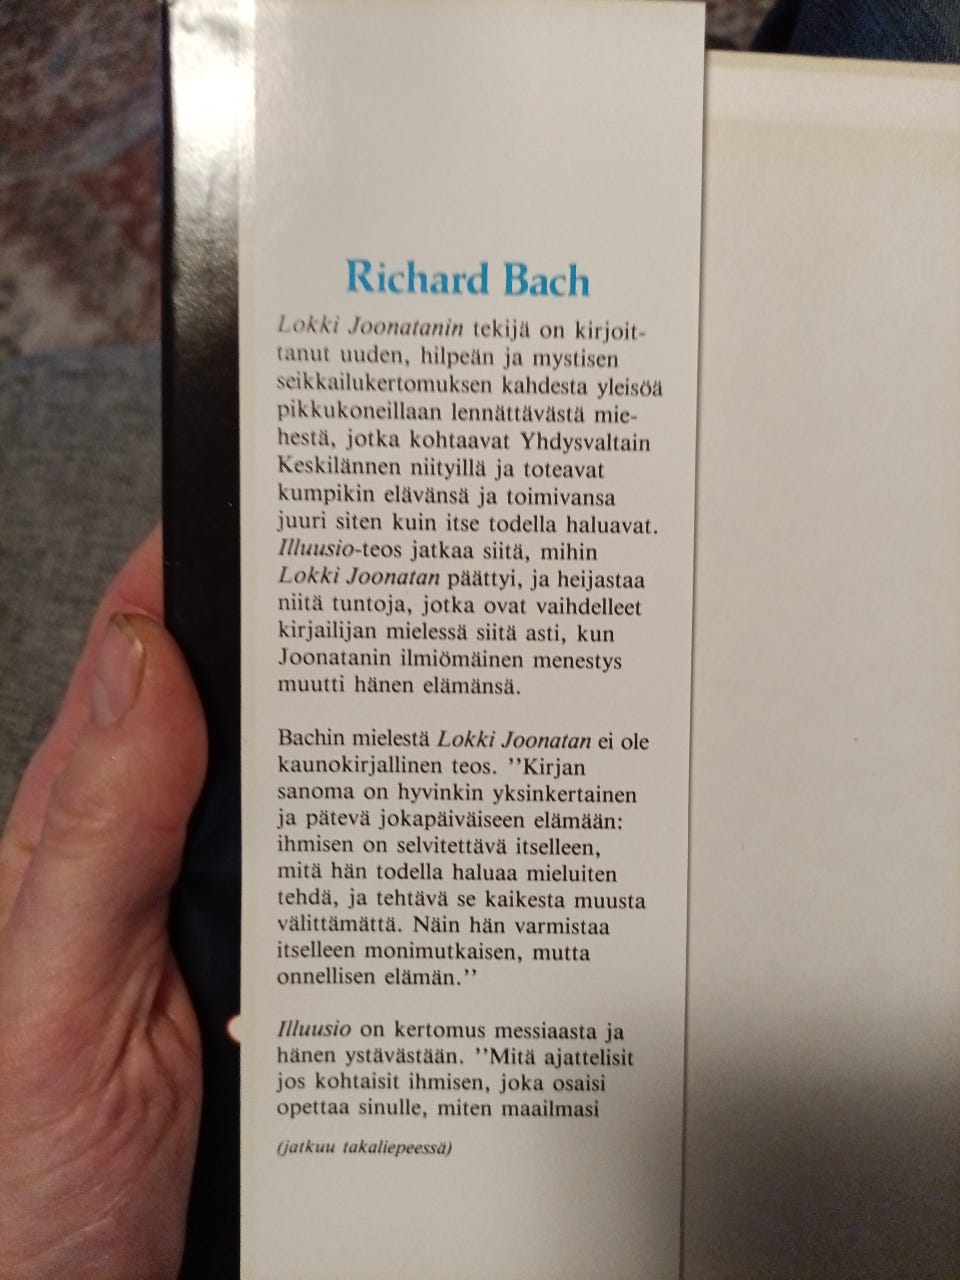 Richard Bach
Lokki Joonatanin tekijä on kirjoit-
tanut uuden, hilpeän ja mystisen
seikkailukertomuksen kahdesta yleisöä
pikkukoneillaan lennättävästä mie-
hestä, jotka kohtaavat Yhdysvaltain
Keskilännen niityillä ja toteavat
kumpikin elävänsä ja toimivansa
juuri siten kuin itse todella haluavat.
Illuusio-teos jatkaa siitä, mihin
Lokki Joonatan päättyi, ja heijastaa
niitä tuntoja, jotka ovat vaihdelleet
kirjailijan mielessä siitä asti, kun
Joonatanin ilmiömäinen menestys
muutti hänen elämänsä.
Bachin mielestä Lokki Joonatan ei ole
kaunokirjallinen teos. ''Kirjan
sanoma on hyvinkin yksinkertainen
ja pätevä jokapäiväiseen elämään:
ihmisen on selvitettävä itselleen,
mitä hän todella haluaa mieluiten
tehdä, ja tehtävä se kaikesta muusta
välittämättä. Näin hän varmistaa
itselleen monimutkaisen, mutta
onnellisen elämän.''
Illuusio on kertomus messiaasta ja
hänen ystävästään. ''Mitä ajattelisit
jos kohtaisit ihmisen, joka osaisi
opettaa sinulle, miten maailmasi
(jatkuu takaliepeessä)